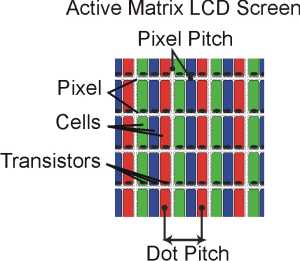 Active Matrix LCD Screen
Pixel Pitch
Pixel
Cells
Transistors
Dot Pitch